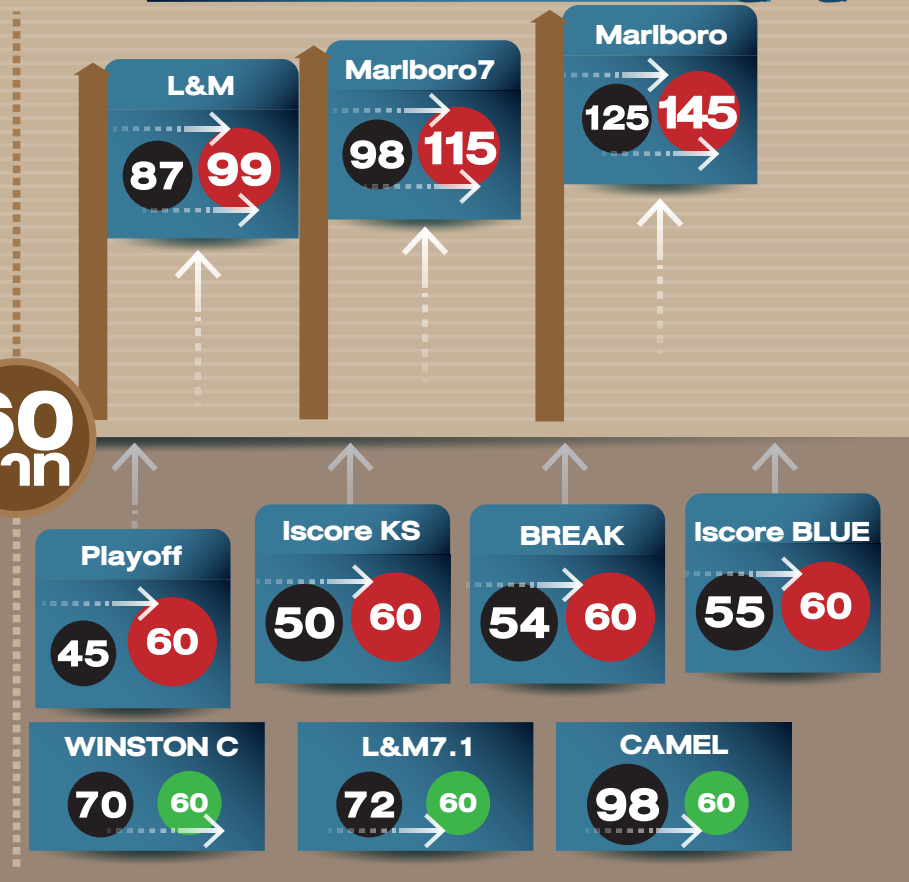 L&M
87 99
Marlboro7
98 115
Marlboro
125 145
60
Playoff
45 60
Iscore KS
50 60
BREAK
54 60
Iscore BLUE
55 60
WINSTON C
70 60
L&M7.1
72 60
CAMEL
98 60